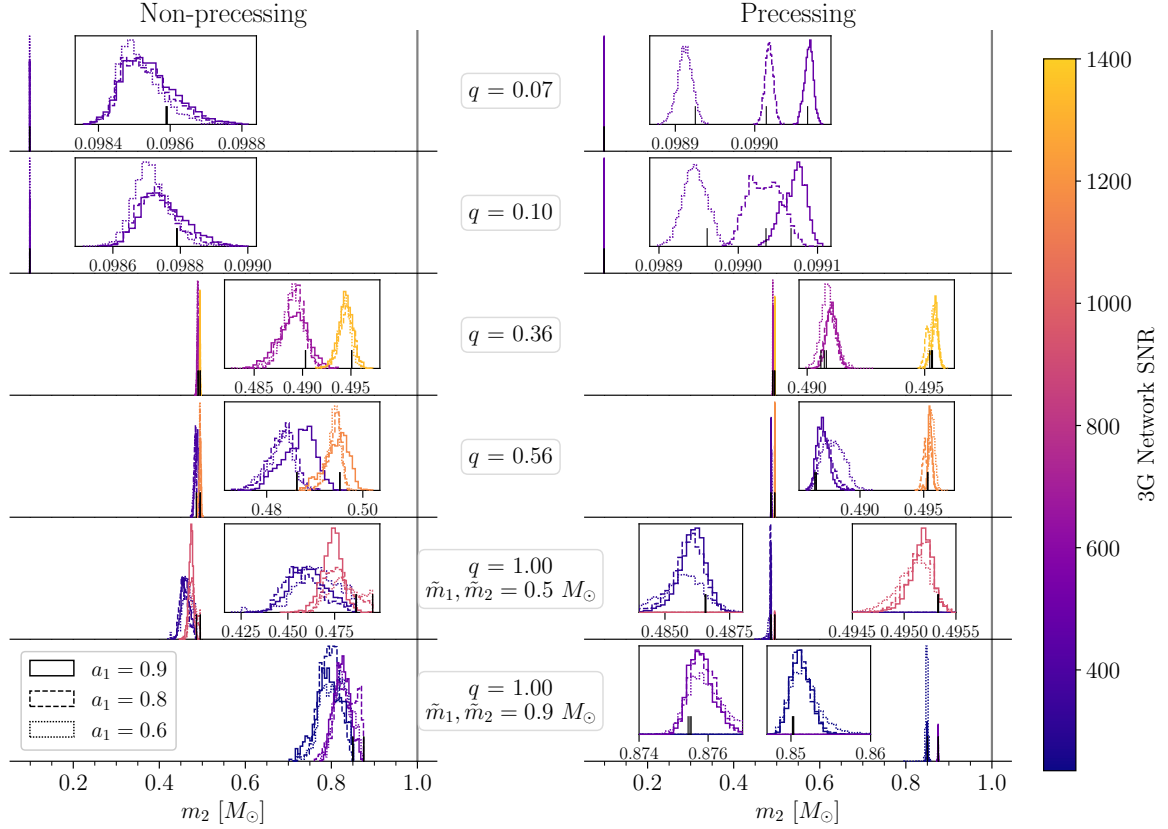 Non-precessing
Precessing
0.0984 0.0986 0.0988
q = 0.07
0.0989 0.0990
0.0986 0.0988 0.0990
q = 0.10
0.0989 0.0990 0.0991
0.485 0.490 0.495
q = 0.36
0.490 0.495
0.48 0.50
q = 0.56
0.490 0.495
0.425 0.450 0.475
q = 1.00
m̃₁, m̃₂ = 0.5 M⊙
0.4850 0.4875
0.4945 0.4950 0.4955
a₁ = 0.9
a₁ = 0.8
a₁ = 0.6
q = 1.00
m̃₁, m̃₂ = 0.9 M⊙
0.874 0.876
0.85 0.86
0.2 0.4 0.6 0.8 1.0
m₂ [M⊙]
0.2 0.4 0.6 0.8 1.0
m₂ [M⊙]
1400
1200
1000
800
600
400
3G Network SNR